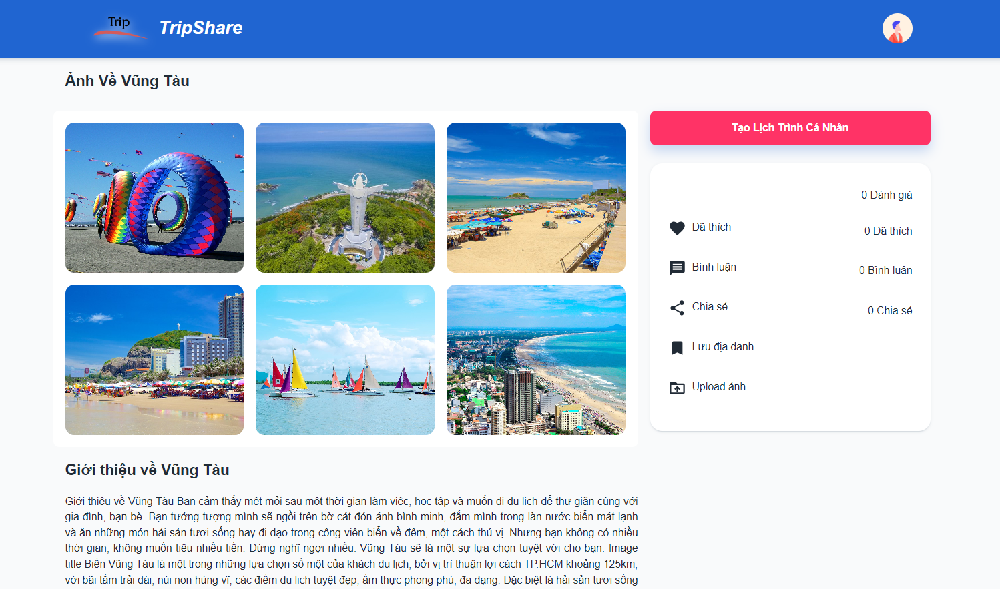 Trip
TripShare
Ảnh Về Vũng Tàu
Tạo Lịch Trình Cá Nhân
0 Đánh giá
Đã thích
0 Đã thích
Bình luận
0 Bình luận
Chia sẻ
0 Chia sẻ
Lưu địa danh
Upload ảnh
Giới thiệu về Vũng Tàu
Giới thiệu về Vũng Tàu Bạn cảm thấy mệt mỏi sau một thời gian làm việc, học tập và muốn đi du lịch để thư giãn cùng với
gia đình, bạn bè. Bạn tưởng tượng mình sẽ ngồi trên bờ cát đón ánh bình minh, đắm mình trong làn nước biển mát lạnh
và ăn những món hải sản tươi sống hay đi dạo trong công viên biển về đêm, một cách thú vị. Nhưng bạn không có nhiều
thời gian, không muốn tiêu nhiều tiền. Đừng nghĩ ngợi nhiều. Vũng Tàu sẽ là một sự lựa chọn tuyệt vời cho bạn. Image
title Biển Vũng Tàu là một trong những lựa chọn số một của khách du lịch, bởi vị trí thuận lợi cách TP.HCM khoảng 125km,
với bãi tắm trải dài, núi non hùng vĩ, các điểm du lich tuyệt đẹp, ẩm thực phong phú, đa dạng. Đặc biệt là hải sản tươi sống